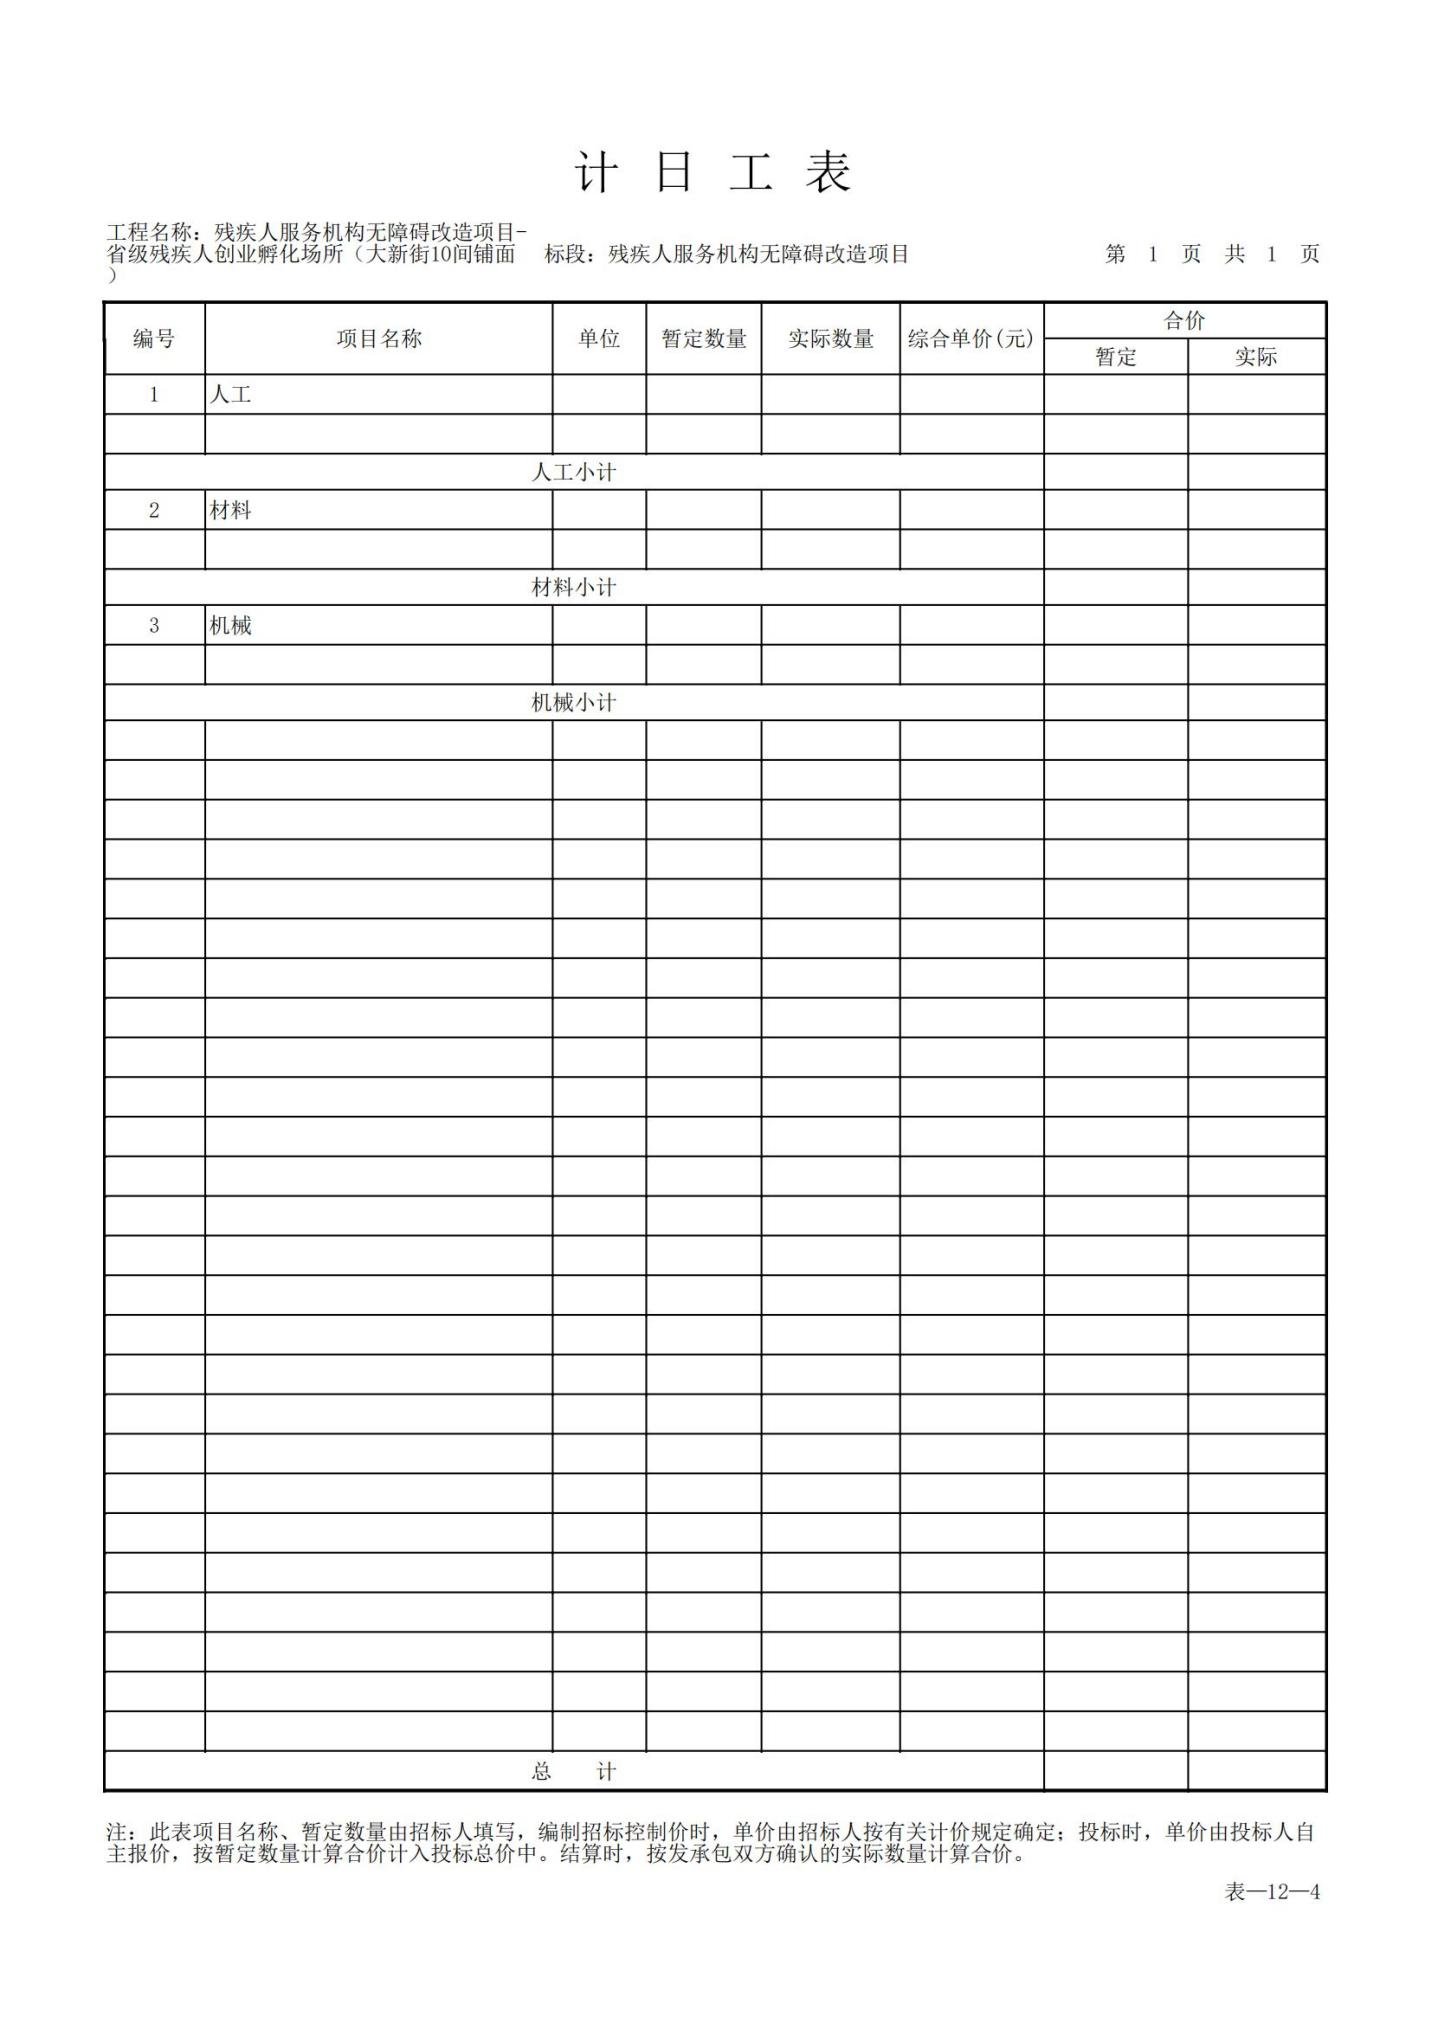 计 日 工 表
工程名称：残疾人服务机构无障碍改造项目-
省级残疾人创业孵化场所（大新街10间铺面 标段：残疾人服务机构无障碍改造项目 第 1 页 共 1 页
）
编号 项目名称 单位 暂定数量 实际数量 综合单价(元) 合价
暂定 实际
1 人工
人工小计
2 材料
材料小计
3 机械
机械小计
总 计
注：此表项目名称、暂定数量由招标人填写，编制招标控制价时，单价由招标人按有关计价规定确定；投标时，单价由投标人自
主报价，按暂定数量计算合价计入投标总价中。结算时，按发承包双方确认的实际数量计算合价。
表—12—4